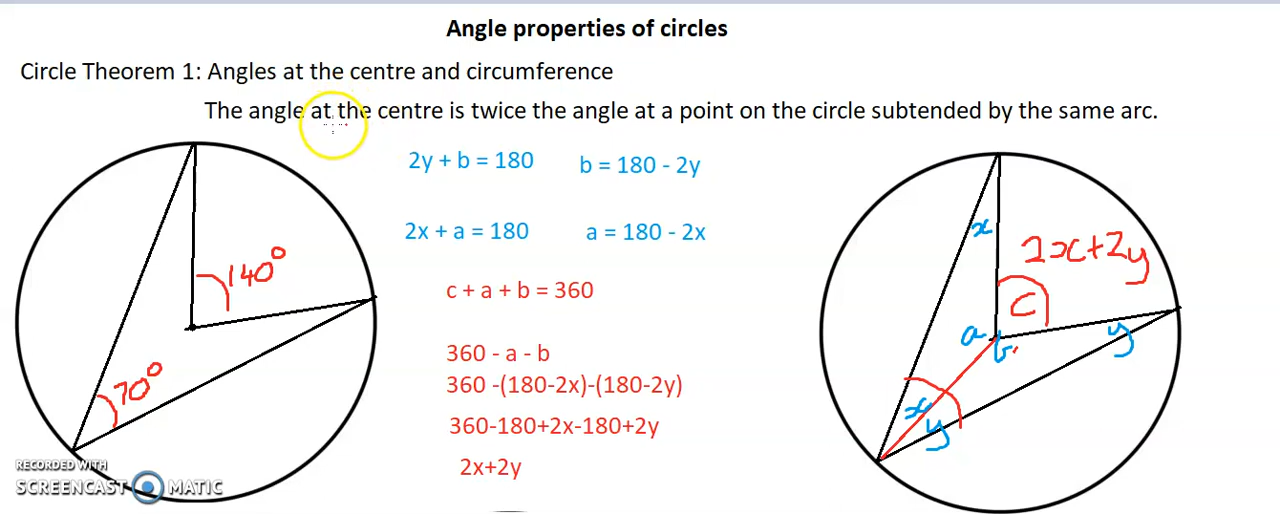 Angle properties of circles
Circle Theorem 1: Angles at the centre and circumference
The angle at the centre is twice the angle at a point on the circle subtended by the same arc.
2y + b = 180
b = 180 - 2y
2x + a = 180
a = 180 - 2x
c + a + b = 360
360 - a - b
360 -(180-2x)-(180-2y)
360-180+2x-180+2y
2x+2y
140°
70°
x
2x+2y
c
a
b
y
x
y
RECORDED WITH
SCREENCAST MATIC